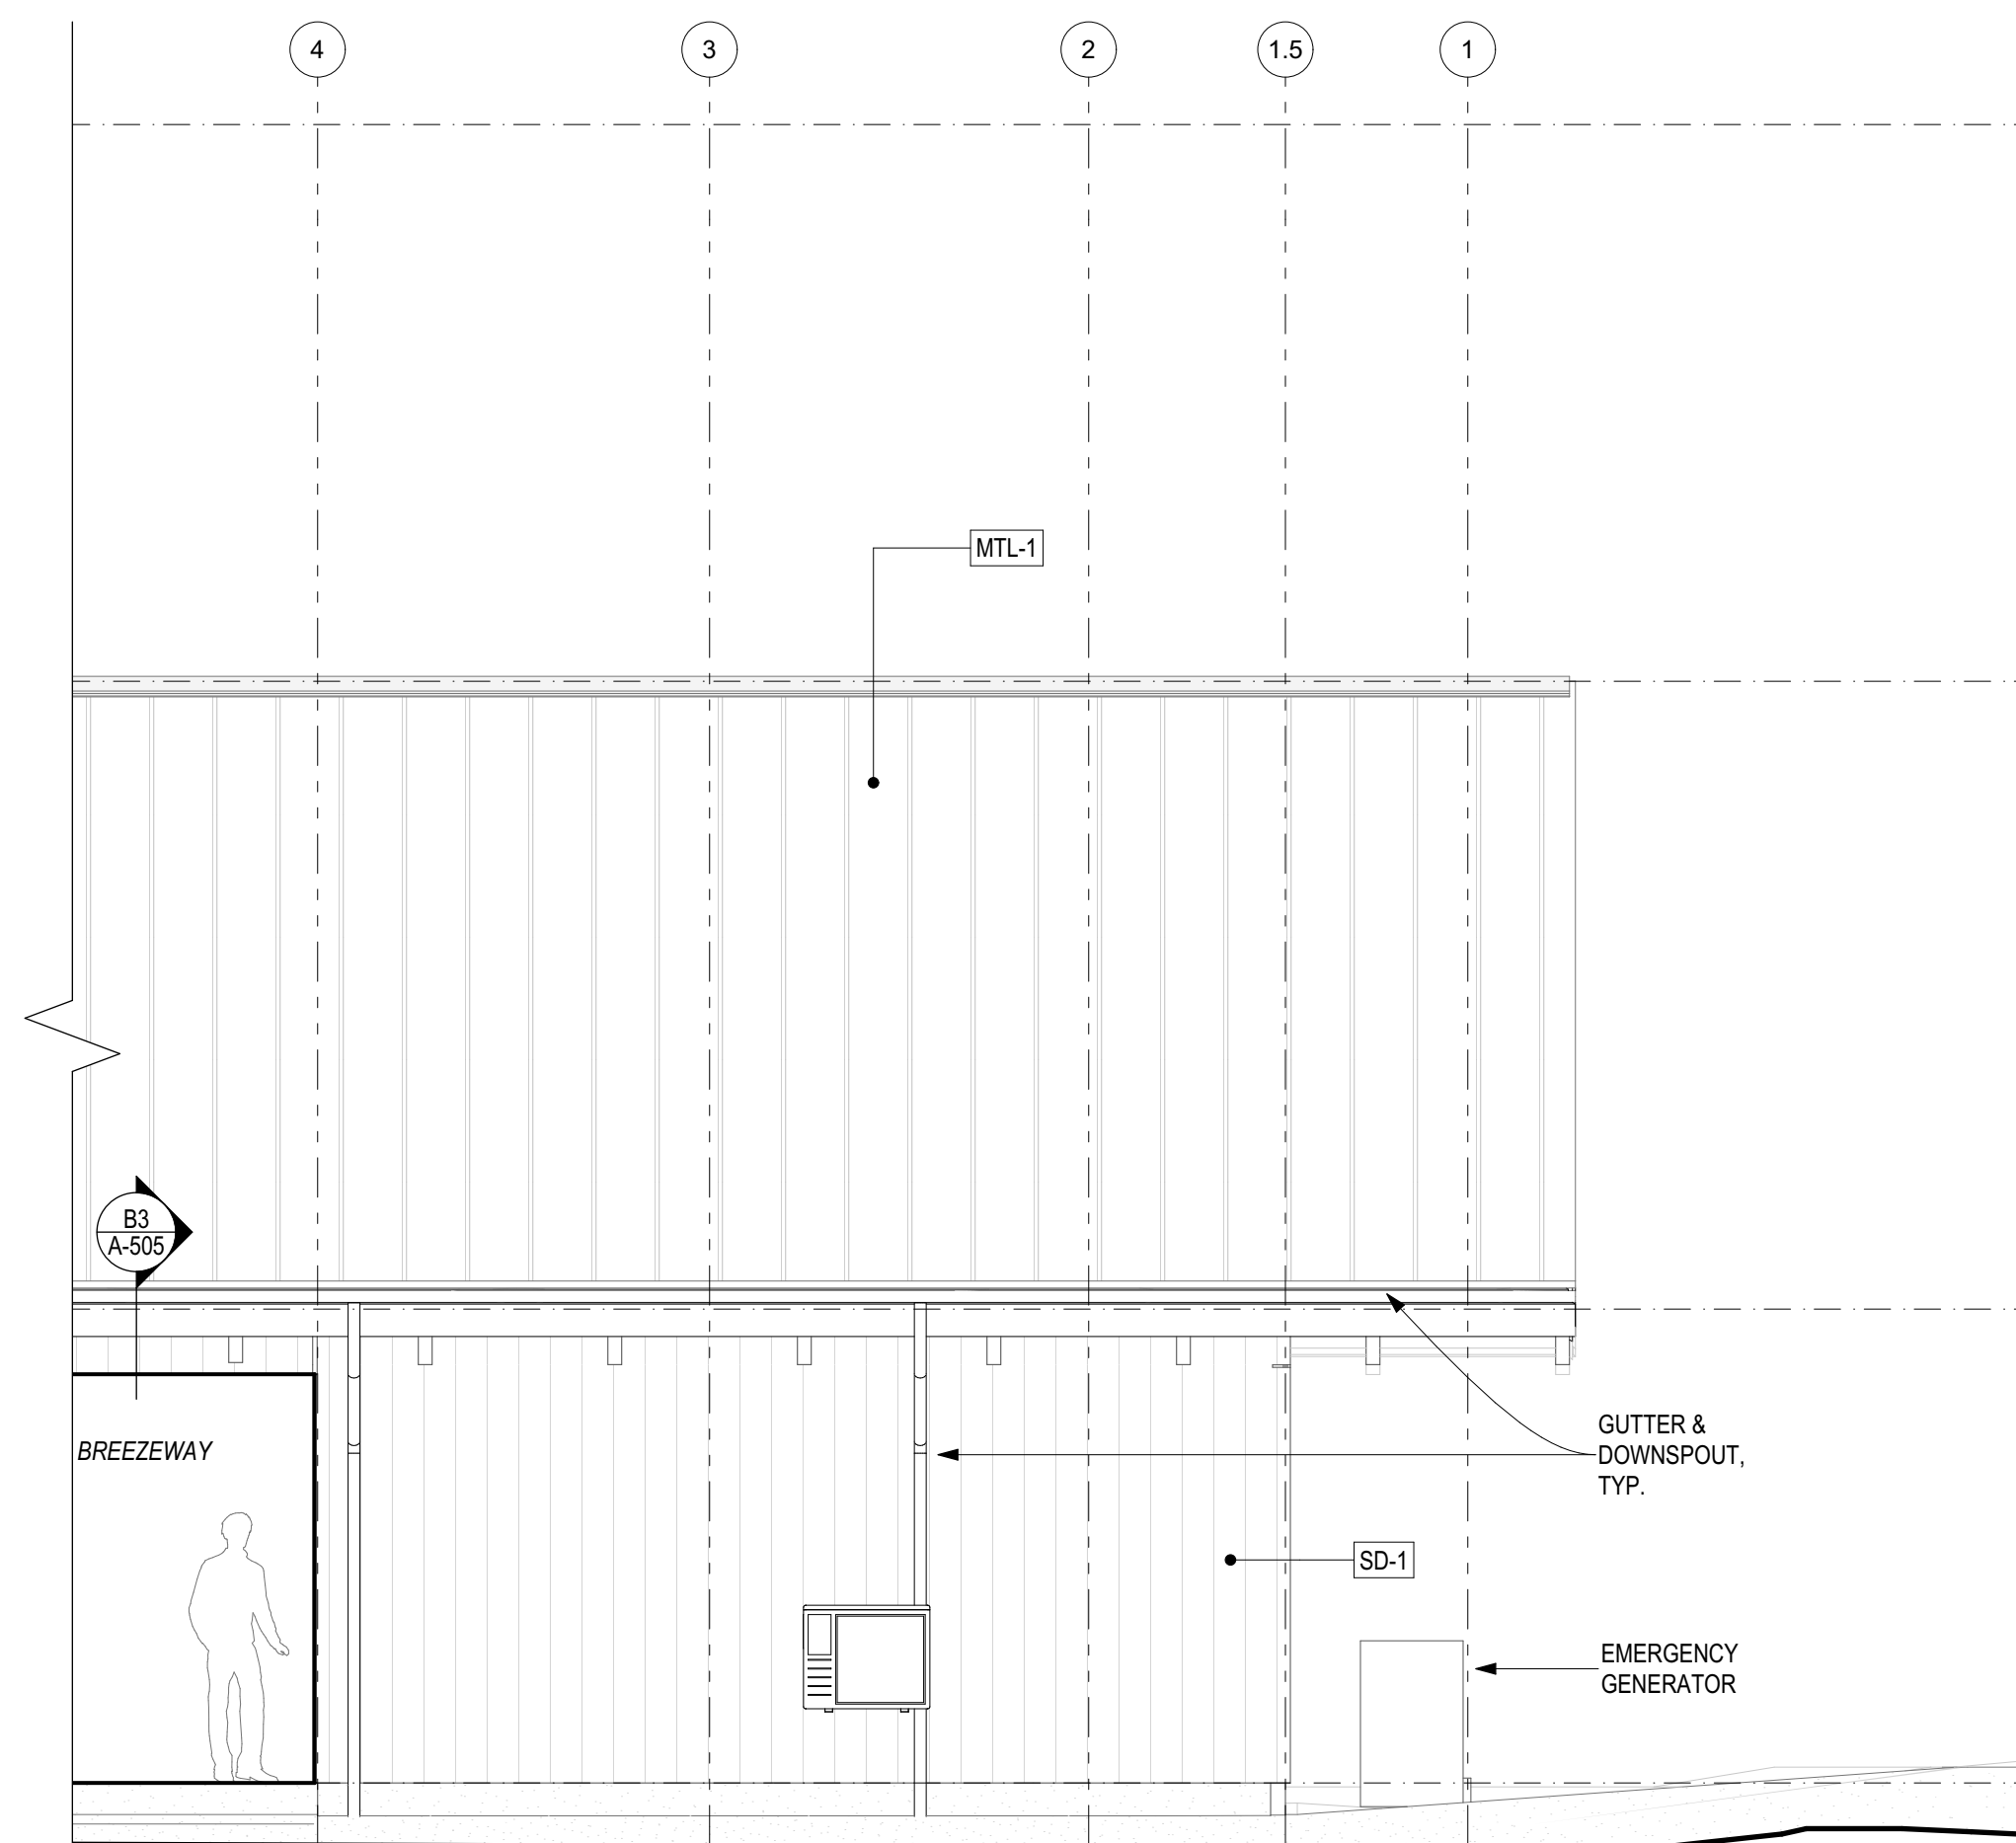 4
3
2
1.5
1
MTL-1
B3
A-505
BREEZEWAY
GUTTER &
DOWNSPOUT,
TYP.
SD-1
EMERGENCY
GENERATOR